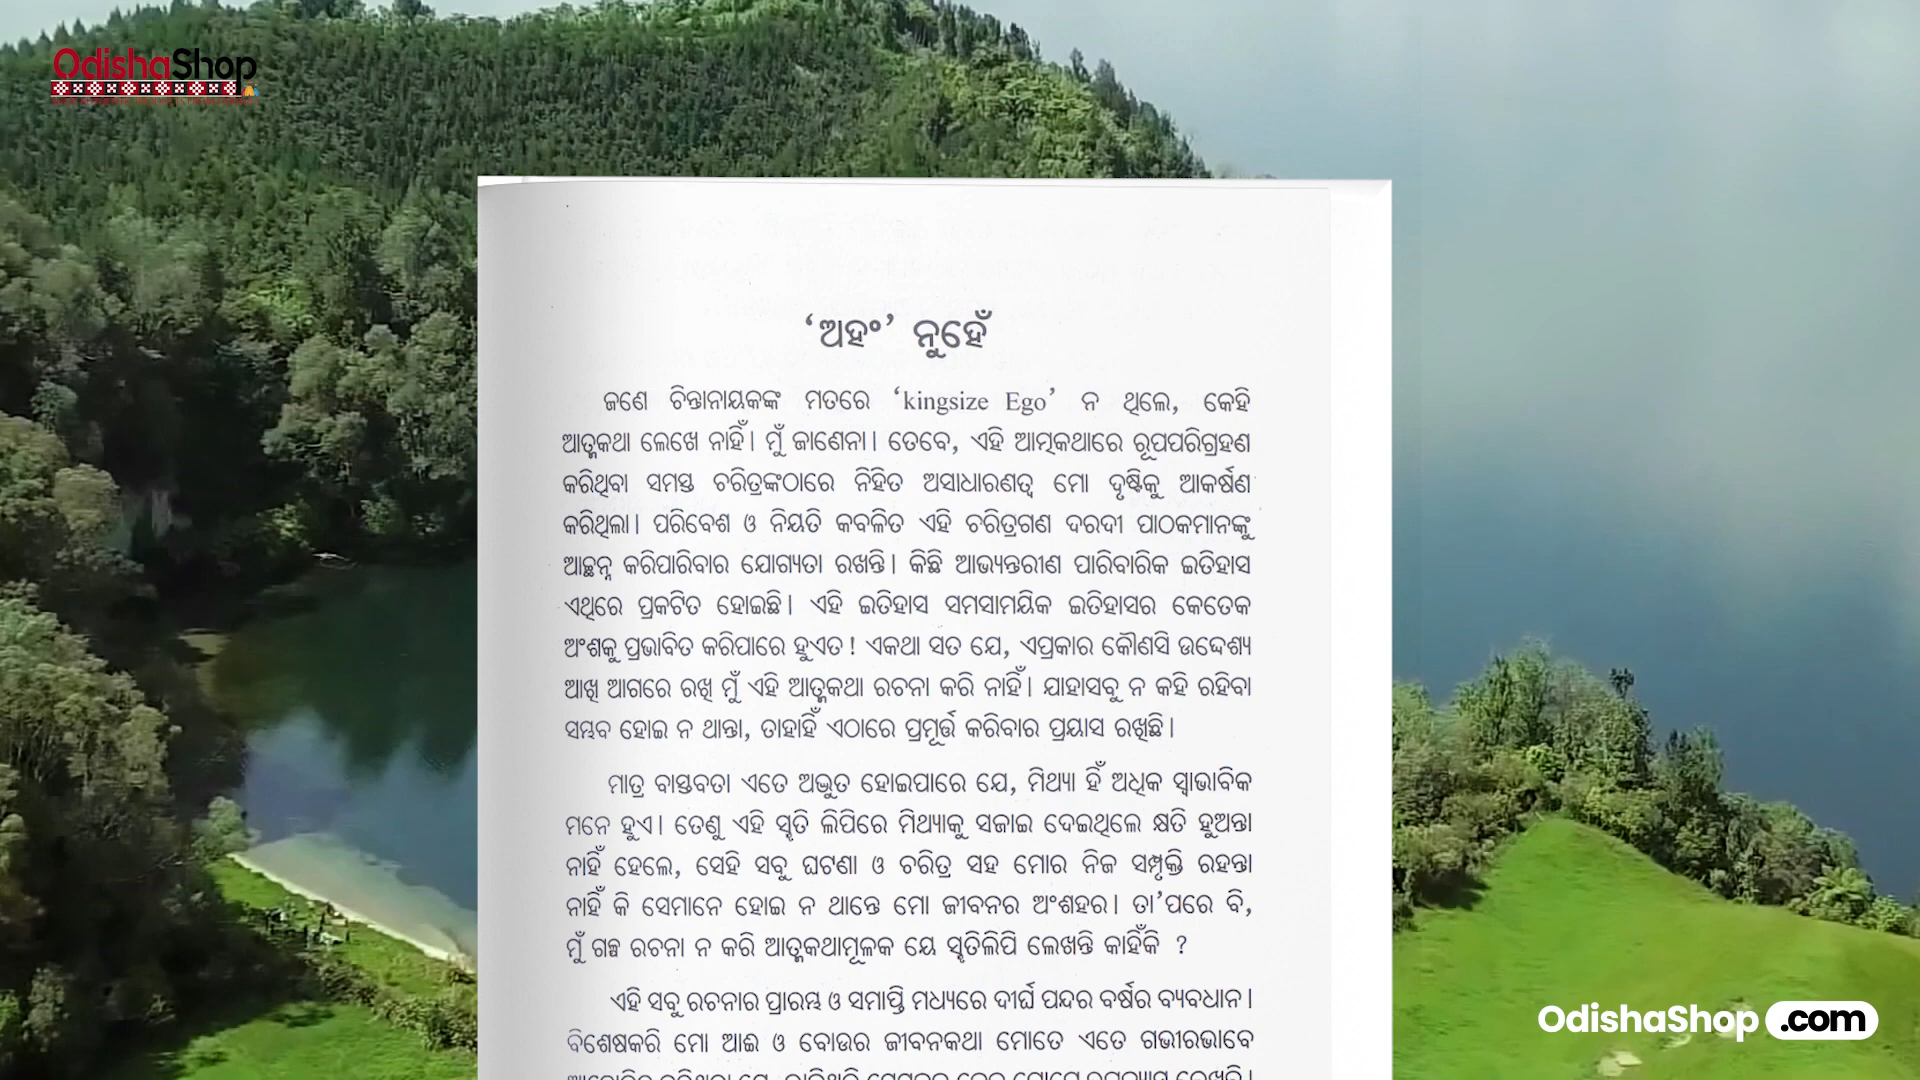 OdishaShop
‘ଅହଂ’ ନୁହେଁ
ଜଣେ ଚିନ୍ତାନାୟକଙ୍କ ମତରେ ‘kingsize Ego’ ନ ଥିଲେ, କେହି
ଆତ୍ମକଥା ଲେଖେ ନାହିଁ। ମୁଁ ଜାଣେନା। ତେବେ, ଏହି ଆତ୍ମକଥାରେ ରୂପପରିଗ୍ରହଣ
କରିଥିବା ସମସ୍ତ ଚରିତ୍ରଙ୍କଠାରେ ନିହିତ ଅସାଧାରଣତ୍ୱ ମୋ ଦୃଷ୍ଟିକୁ ଆକର୍ଷଣ
କରିଥିଲା। ପରିବେଶ ଓ ନିୟତି କବଳିତ ଏହି ଚରିତ୍ରଗଣ ଦରଦୀ ପାଠକମାନଙ୍କୁ
ଆଚ୍ଛନ୍ନ କରିପାରିବାର ଯୋଗ୍ୟତା ରଖନ୍ତି। କିଛି ଆଭ୍ୟନ୍ତରୀଣ ପାରିବାରିକ ଇତିହାସ
ଏଥିରେ ପ୍ରକଟିତ ହୋଇଛି। ଏହି ଇତିହାସ ସମସାମୟିକ ଇତିହାସର କେତେକ
ଅଂଶକୁ ପ୍ରଭାବିତ କରିପାରେ ହୁଏତ! ଏକଥା ସତ ଯେ, ଏପ୍ରକାର କୌଣସି ଉଦ୍ଦେଶ୍ୟ
ଆଖି ଆଗରେ ରଖି ମୁଁ ଏହି ଆତ୍ମକଥା ରଚନା କରି ନାହିଁ। ଯାହାସବୁ ନ କହି ରହିବା
ସମ୍ଭବ ହୋଇ ନ ଥାନ୍ତା, ତାହାହିଁ ଏଠାରେ ପ୍ରମୂର୍ତ୍ତ କରିବାର ପ୍ରୟାସ ରଖିଛି।
ମାତ୍ର ବାସ୍ତବତା ଏତେ ଅଦ୍ଭୁତ ହୋଇପାରେ ଯେ, ମିଥ୍ୟା ହିଁ ଅଧିକ ସ୍ୱାଭାବିକ
ମନେ ହୁଏ। ତେଣୁ ଏହି ସ୍ମୃତି ଲିପିରେ ମିଥ୍ୟାକୁ ସଜାଇ ଦେଇଥିଲେ କ୍ଷତି ହୁଅନ୍ତା
ନାହିଁ ହେଲେ, ସେହି ସବୁ ଘଟଣା ଓ ଚରିତ୍ର ସହ ମୋର ନିଜ ସମ୍ପୃକ୍ତି ରହନ୍ତା
ନାହିଁ କି ସେମାନେ ହୋଇ ନ ଥାନ୍ତେ ମୋ ଜୀବନର ଅଂଶହର। ତା’ପରେ ବି,
ମୁଁ ଗଳ୍ପ ରଚନା ନ କରି ଆତ୍ମକଥାମୂଳକ ଯେ ସ୍ମୃତିଲିପି ଲେଖନ୍ତି କାହିଁକି ?
ଏହି ସବୁ ରଚନାର ପ୍ରାରମ୍ଭ ଓ ସମାପ୍ତି ମଧ୍ୟରେ ଦୀର୍ଘ ପନ୍ଦର ବର୍ଷର ବ୍ୟବଧାନ।
ବିଶେଷକରି ମୋ ଆଈ ଓ ବୋଉର ଜୀବନକଥା ମୋତେ ଏତେ ଗଭୀରଭାବେ
OdishaShop .com